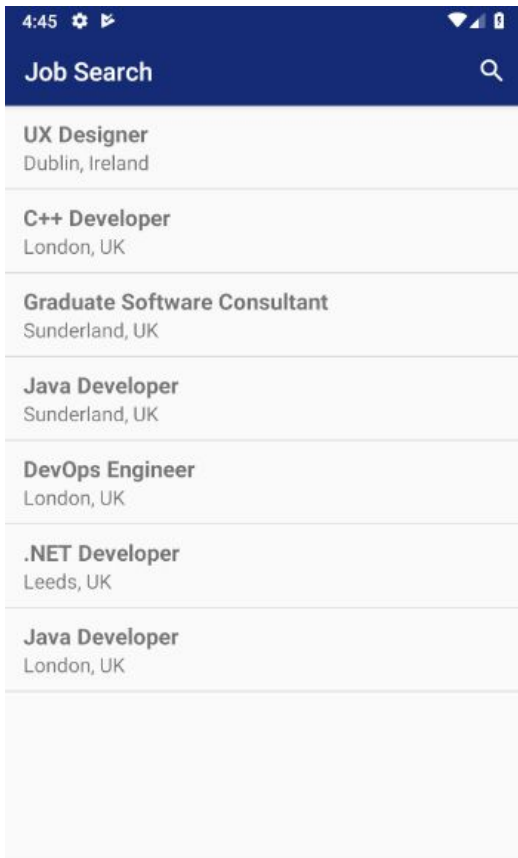 4:45
Job Search
UX Designer
Dublin, Ireland
C++ Developer
London, UK
Graduate Software Consultant
Sunderland, UK
Java Developer
Sunderland, UK
DevOps Engineer
London, UK
.NET Developer
Leeds, UK
Java Developer
London, UK